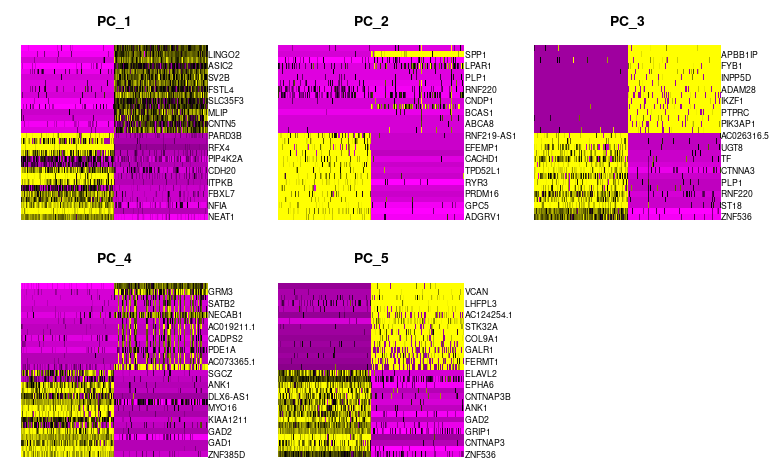 PC_1
LINGO2
ASIC2
SV2B
FSTL4
SLC35F3
MLIP
CNTN5
PARD3B
RFX4
PIP4K2A
CDH20
ITPKB
FBXL7
NFIA
NEAT1
PC_2
SPP1
LPAR1
PLP1
RNF220
CNDP1
BCAS1
ABCA8
RNF219-AS1
EFEMP1
CACHD1
TPD52L1
RYR3
PRDM16
GPC5
ADGRV1
PC_3
APBB1IP
FYB1
INPP5D
ADAM28
IKZF1
PTPRC
PIK3AP1
AC026316.5
UGT8
TF
CTNNA3
PLP1
RNF220
ST18
ZNF536
PC_4
GRM3
SATB2
NECAB1
AC019211.1
CADPS2
PDE1A
AC073365.1
SGCZ
ANK1
DLX6-AS1
MYO16
KIAA1211
GAD2
GAD1
ZNF385D
PC_5
VCAN
LHFPL3
AC124254.1
STK32A
COL9A1
GALR1
FERMT1
ELAVL2
EPHA6
CNTNAP3B
ANK1
GAD2
GRIP1
CNTNAP3
ZNF536